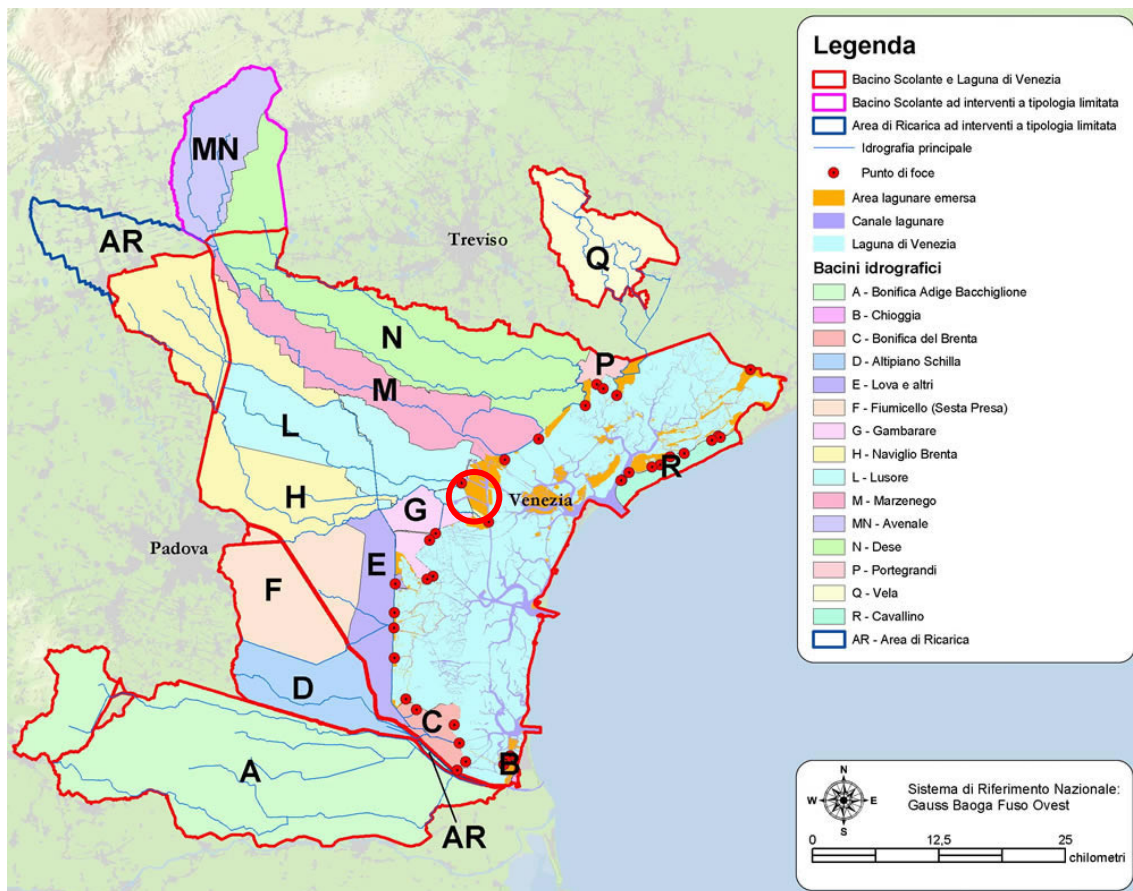 MN
AR
Treviso
Q
N
P
M
L
R
Venezia
H
G
Padova
E
F
D
C
B
A
AR
Legenda
Bacino Scolante e Laguna di Venezia
Bacino Scolante ad interventi a tipologia limitata
Area di Ricarica ad interventi a tipologia limitata
Idrografia principale
Punto di foce
Area lagunare emersa
Canale lagunare
Laguna di Venezia
Bacini idrografici
A - Bonifica Adige Bacchiglione
B - Chioggia
C - Bonifica del Brenta
D - Altipiano Schilla
E - Lova e altri
F - Fiumicello (Sesta Presa)
G - Gambarare
H - Naviglio Brenta
L - Lusore
M - Marzenego
MN - Avenale
N - Dese
P - Portegrandi
Q - Vela
R - Cavallino
AR - Area di Ricarica
N
W E
S
Sistema di Riferimento Nazionale:
Gauss Baoga Fuso Ovest
0 12,5 25
chilometri